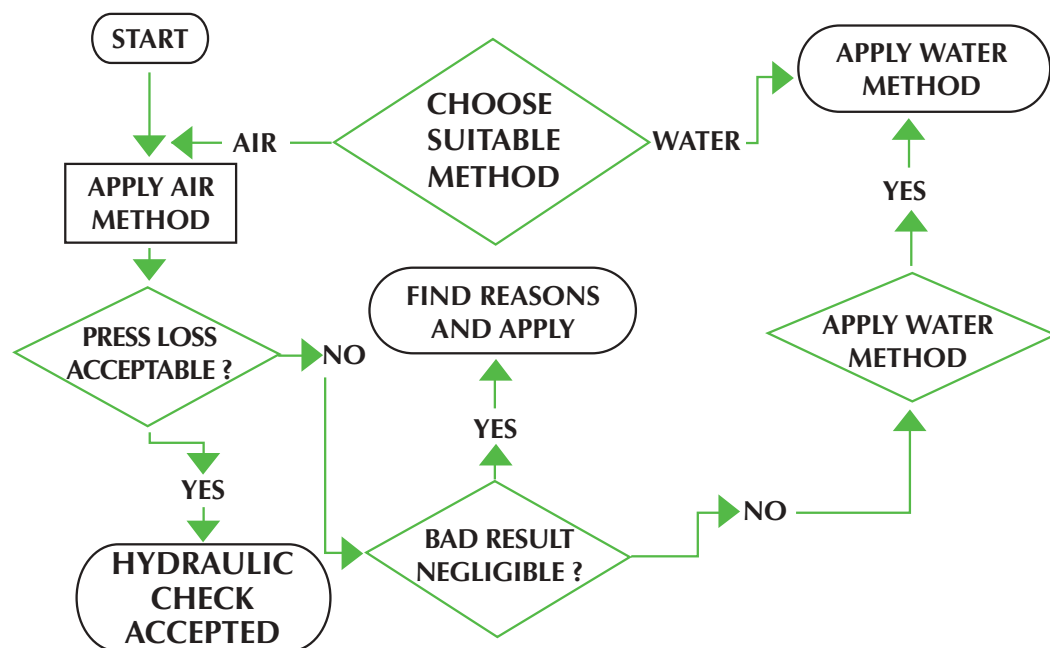 START
CHOOSE
SUITABLE
METHOD
APPLY WATER
METHOD
AIR
WATER
APPLY AIR
METHOD
YES
FIND REASONS
AND APPLY
PRESS LOSS
ACCEPTABLE ?
NO
APPLY WATER
METHOD
YES
YES
NO
BAD RESULT
NEGLIGIBLE ?
HYDRAULIC
CHECK
ACCEPTED